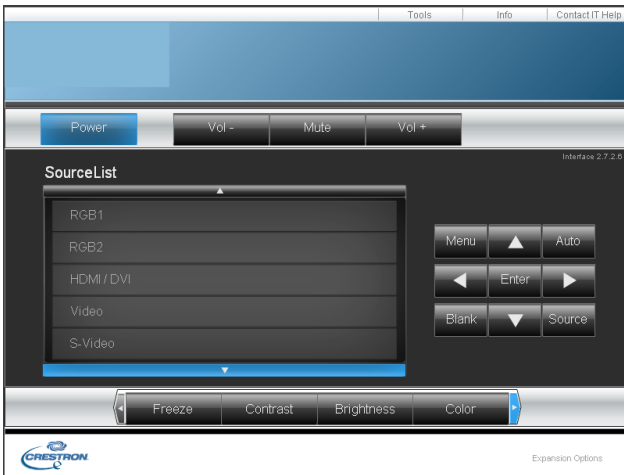 Tools Info Contact IT Help
Power Vol - Mute Vol +
Interface 2.7.2.6
SourceList
RGB1
RGB2
HDMI / DVI
Video
S-Video
Menu Auto
Enter
Blank Source
Freeze Contrast Brightness Color
CRESTRON
Expansion Options